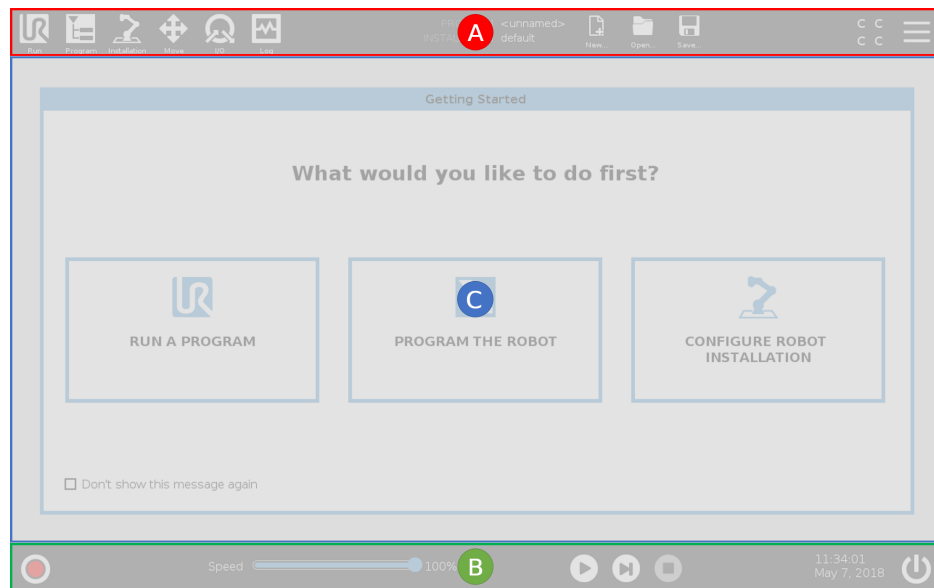 Run Program Installation Move I/O Log
<unnamed>
default
New... Open... Save...
C C
C C
A
Getting Started
What would you like to do first?
C
RUN A PROGRAM
PROGRAM THE ROBOT
CONFIGURE ROBOT
INSTALLATION
Don't show this message again
Speed 100%
B
11:34:01
May 7, 2018